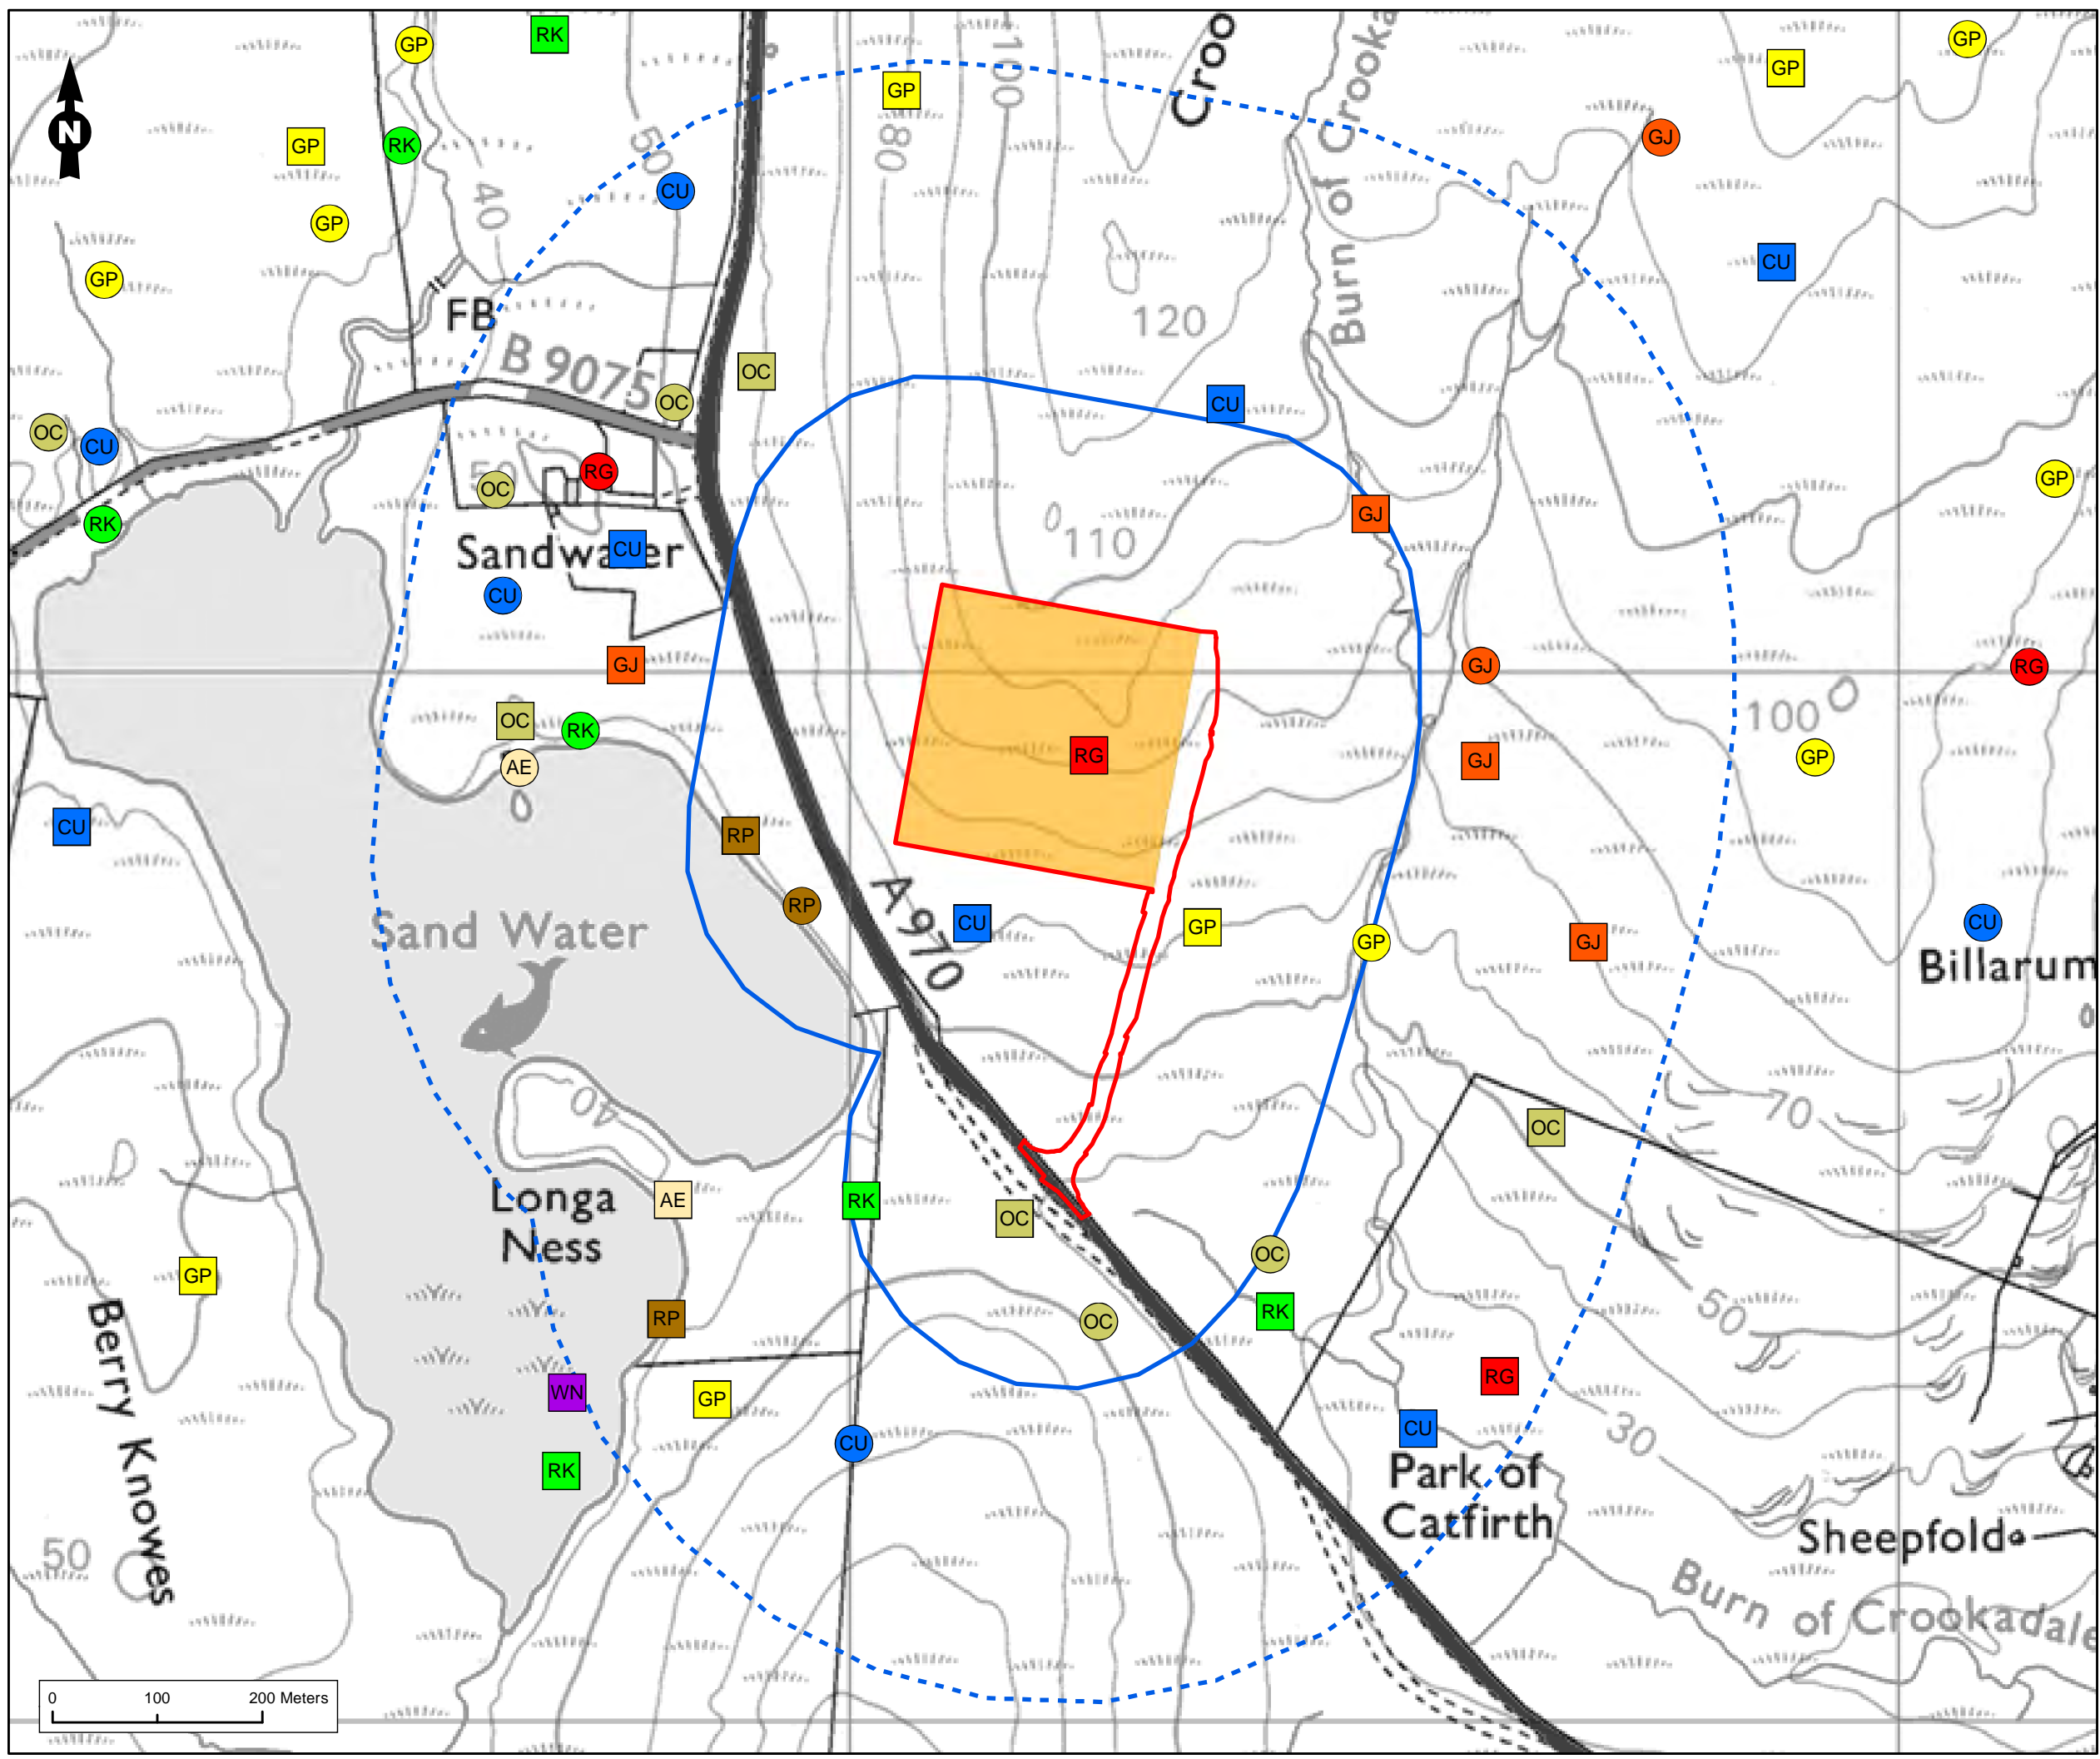 GP
RK
GP
GP
Croo
Burn of Crooka
100
50
80
N
GP
RK
GJ
CU
40
GP
GP
CU
FB
120
B 9075
OC
OC
CU
OC
CU
RG
50
OC
GP
RK
GJ
Sandwater
CU
110
CU
GJ
GJ
RG
OC
RK
100
AE
RG
GJ
GP
CU
RP
RP
A 970
CU
GP
GP
GJ
CU
Sand Water
Billarum
40
70
OC
Longa
Ness
AE
RK
OC
OC
GP
RP
OC
RK
50
Berry Knowes
WN
GP
RG
30
CU
CU
RK
Park of
Catfirth
Sheepfold
50
Burn of Crookadale
0 100 200 Meters